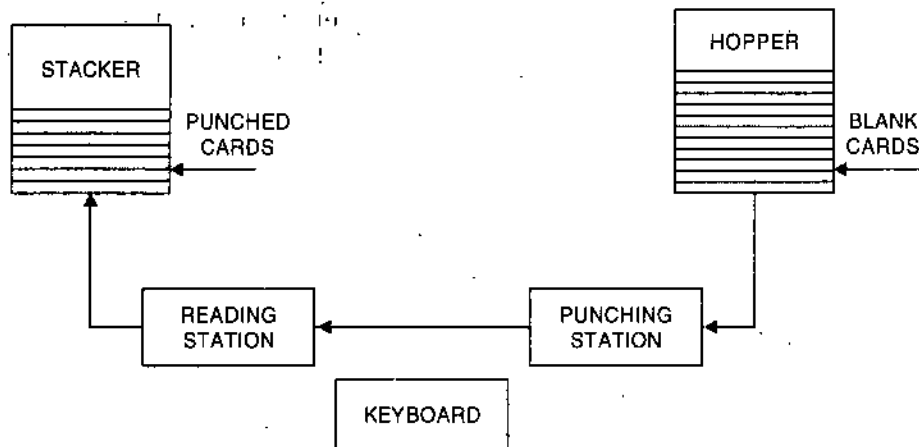 STACKER
PUNCHED
CARDS
HOPPER
BLANK
CARDS
READING
STATION
PUNCHING
STATION
KEYBOARD